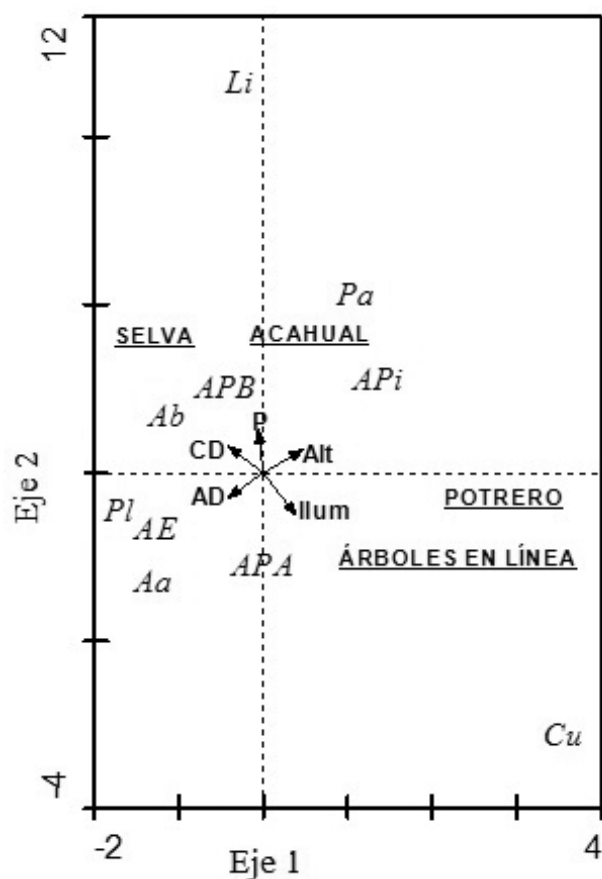 12
Li
Pa
SELVA
ACAHUAL
APi
APB
Ab
P
CD
Alt
AD
Ilum
POTRERO
Pl
AE
Aa
APA
ÁRBOLES EN LÍNEA
Eje 2
Cu
-4
-2
4
Eje 1